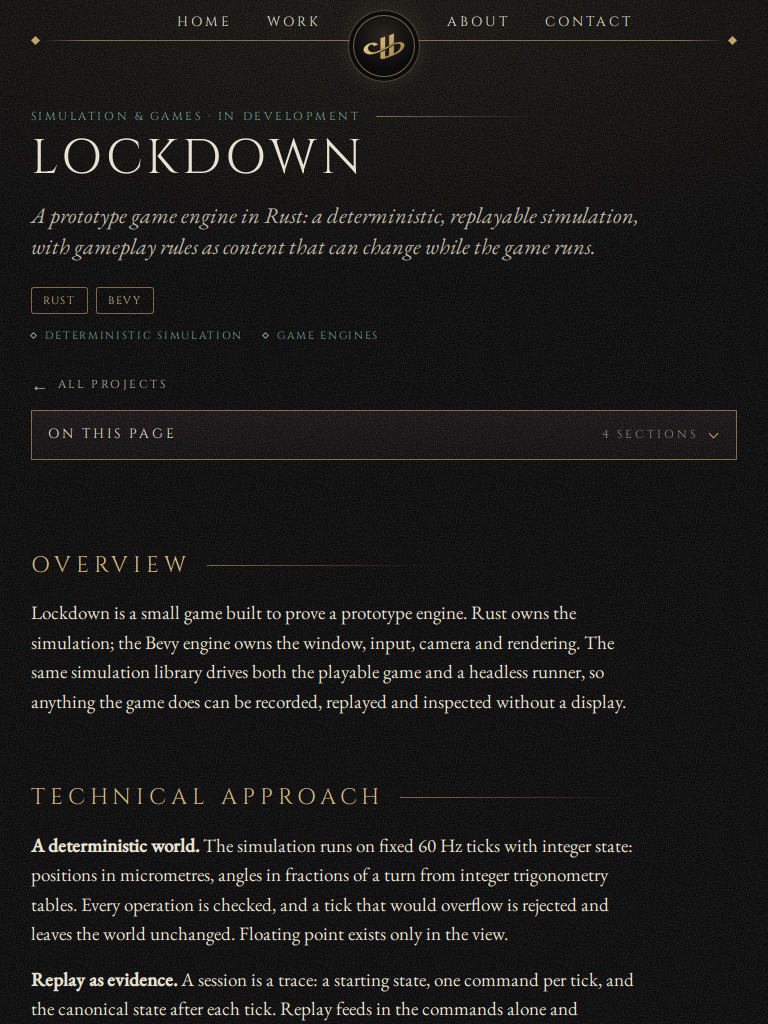 HOME WORK ABOUT CONTACT
SIMULATION & GAMES · IN DEVELOPMENT
LOCKDOWN
A prototype game engine in Rust: a deterministic, replayable simulation,
with gameplay rules as content that can change while the game runs.
RUST BEVY
DETERMINISTIC SIMULATION GAME ENGINES
← ALL PROJECTS
ON THIS PAGE 4 SECTIONS
OVERVIEW
Lockdown is a small game built to prove a prototype engine. Rust owns the
simulation; the Bevy engine owns the window, input, camera and rendering. The
same simulation library drives both the playable game and a headless runner, so
anything the game does can be recorded, replayed and inspected without a display.
TECHNICAL APPROACH
A deterministic world. The simulation runs on fixed 60 Hz ticks with integer state:
positions in micrometres, angles in fractions of a turn from integer trigonometry
tables. Every operation is checked, and a tick that would overflow is rejected and
leaves the world unchanged. Floating point exists only in the view.
Replay as evidence. A session is a trace: a starting state, one command per tick, and
the canonical state after each tick. Replay feeds in the commands alone and